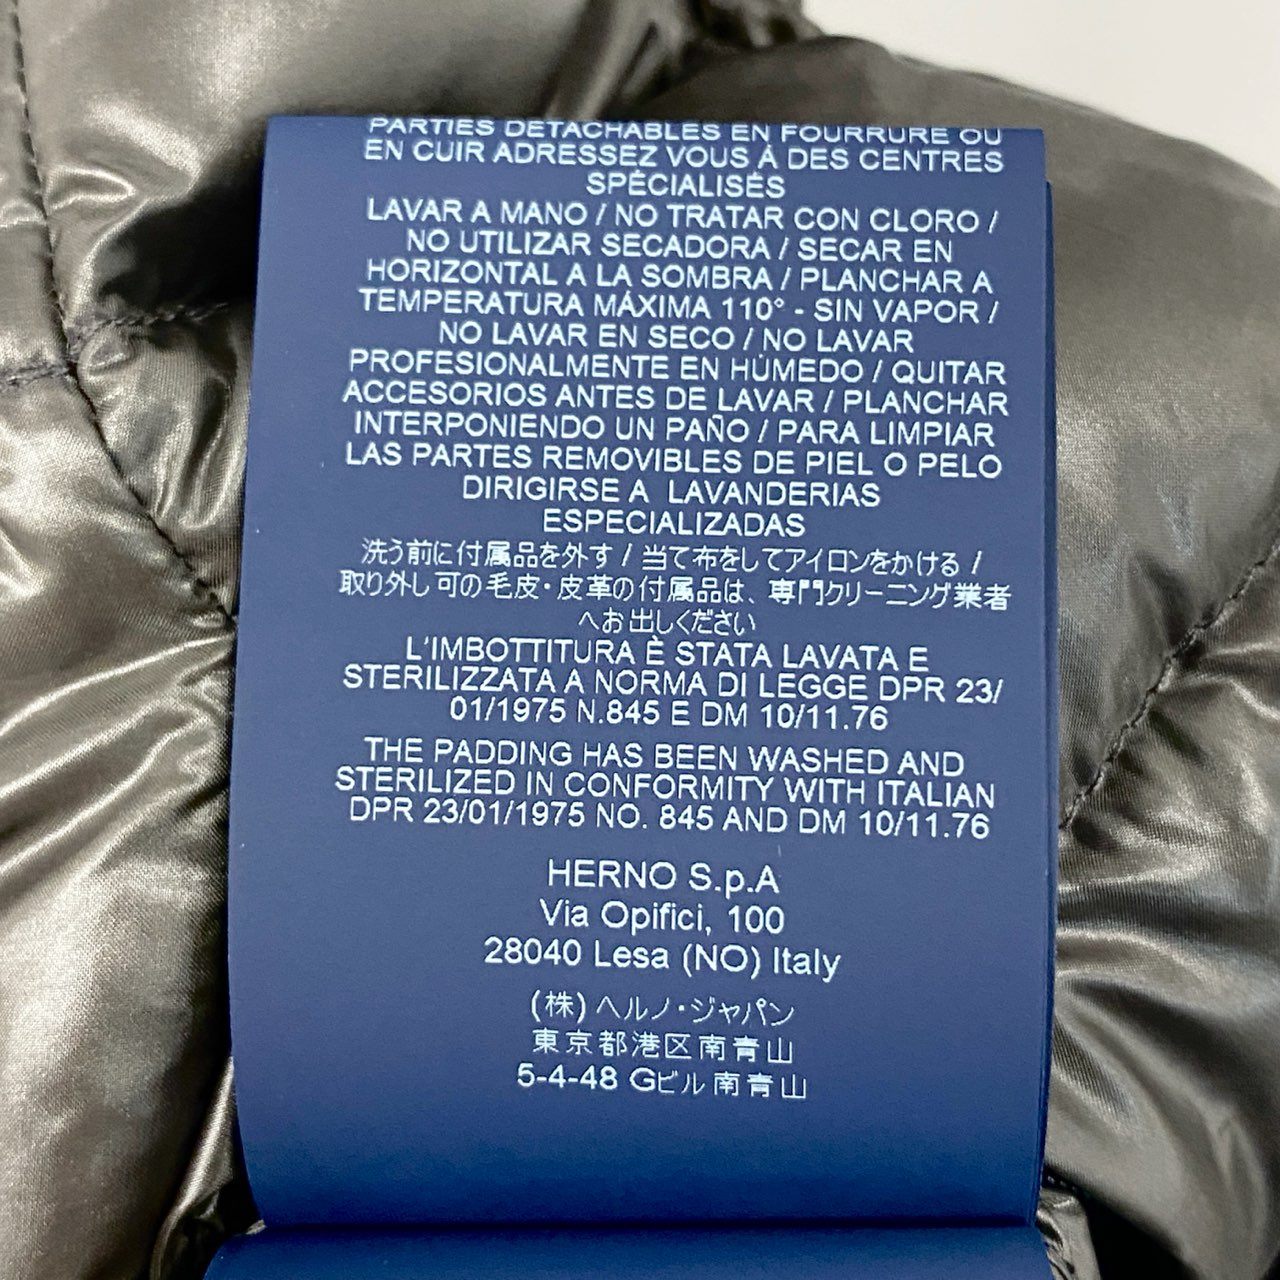 PARTIES DÉTACHABLES EN FOURRURE OU
EN CUIR ADRESSEZ VOUS À DES CENTRES
SPÉCIALISÉS
LAVAR A MANO / NO TRATAR CON CLORO /
NO UTILIZAR SECADORA / SECAR EN
HORIZONTAL A LA SOMBRA / PLANCHAR A
TEMPERATURA MÁXIMA 110° - SIN VAPOR /
NO LAVAR EN SECO / NO LAVAR
PROFESIONALMENTE EN HÚMEDO / QUITAR
ACCESORIOS ANTES DE LAVAR / PLANCHAR
INTERPONIENDO UN PAÑO / PARA LIMPIAR
LAS PARTES REMOVIBLES DE PIEL O PELO
DIRIGIRSE A LAVANDERIAS
ESPECIALIZADAS
洗う前に付属品を外す / 当て布をしてアイロンをかける /
取り外し可の毛皮・皮革の付属品は、専門クリーニング業者
へお出しください
L'IMBOTTITURA È STATA LAVATA E
STERILIZZATA A NORMA DI LEGGE DPR 23/
01/1975 N.845 E DM 10/11.76
THE PADDING HAS BEEN WASHED AND
STERILIZED IN CONFORMITY WITH ITALIAN
DPR 23/01/1975 NO. 845 AND DM 10/11.76
HERNO S.p.A
Via Opifici, 100
28040 Lesa (NO) Italy
(株) ヘルノ・ジャパン
東京都港区南青山
5-4-48 Gビル南青山